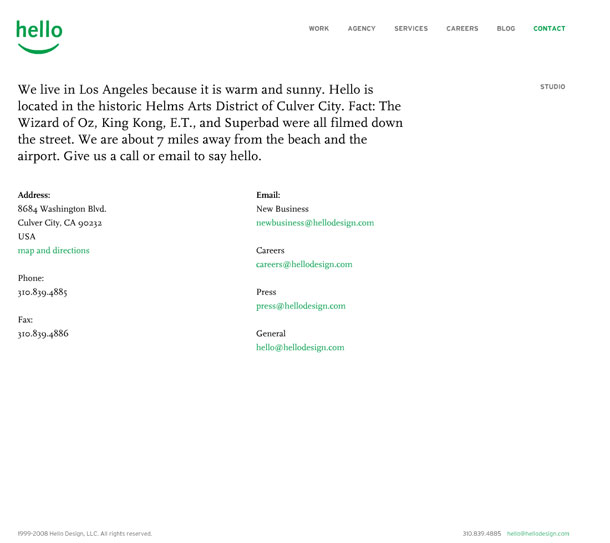 hello
WORK AGENCY SERVICES CAREERS BLOG CONTACT
STUDIO
We live in Los Angeles because it is warm and sunny. Hello is
located in the historic Helms Arts District of Culver City. Fact: The
Wizard of Oz, King Kong, E.T., and Superbad were all filmed down
the street. We are about 7 miles away from the beach and the
airport. Give us a call or email to say hello.
Address:
8684 Washington Blvd.
Culver City, CA 90232
USA
map and directions
Phone:
310.839.4885
Fax:
310.839.4886
Email:
New Business
newbusiness@hellodesign.com
Careers
careers@hellodesign.com
Press
press@hellodesign.com
General
hello@hellodesign.com
1999-2008 Hello Design, LLC. All rights reserved.
310.839.4885 hello@hellodesign.com